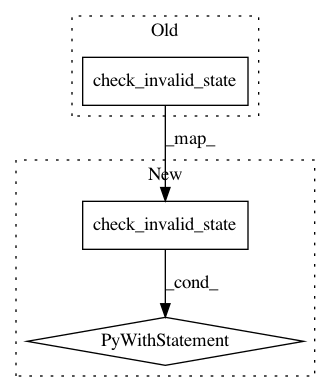 Old
check_invalid_state
_map_
New
check_invalid_state
_cond_
PyWithStatement